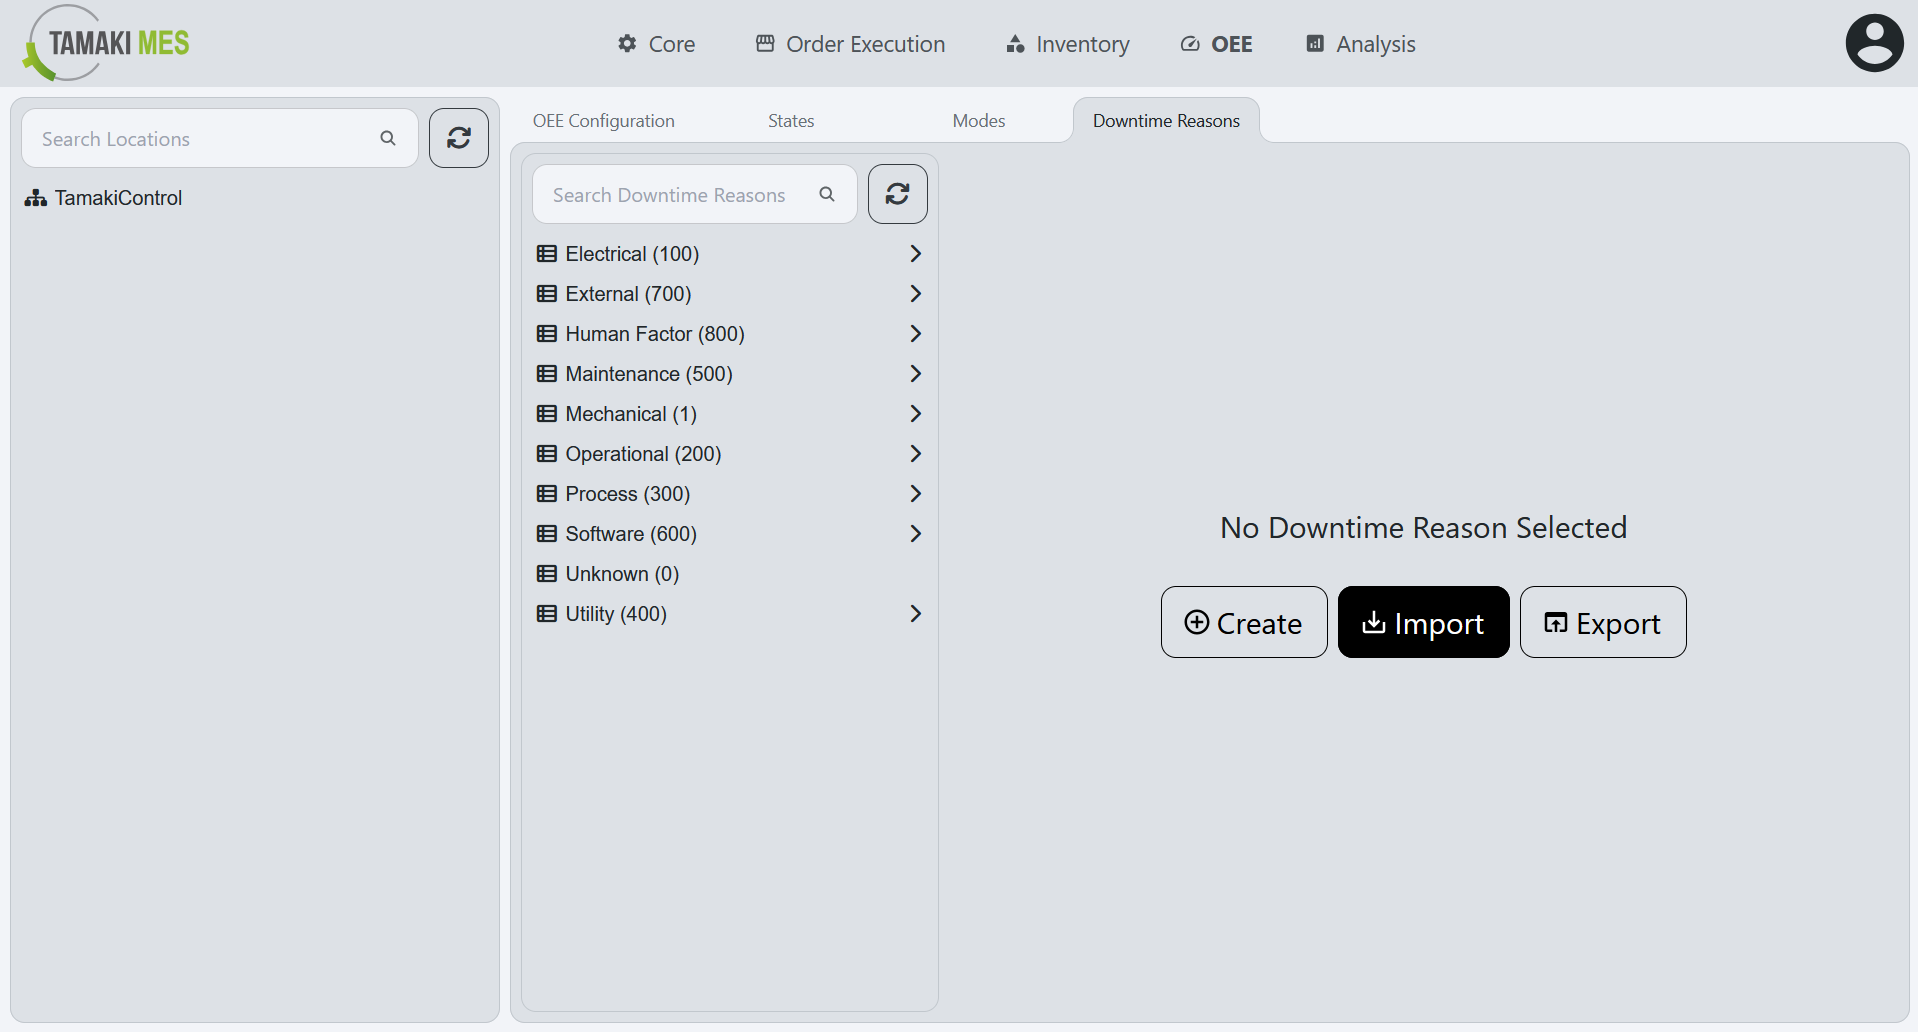 TAMAKI MES
Core
Order Execution
Inventory
OEE
Analysis
Search Locations
TamakiControl
OEE Configuration
States
Modes
Downtime Reasons
Search Downtime Reasons
Electrical (100)
External (700)
Human Factor (800)
Maintenance (500)
Mechanical (1)
Operational (200)
Process (300)
Software (600)
Unknown (0)
Utility (400)
No Downtime Reason Selected
Create
Import
Export